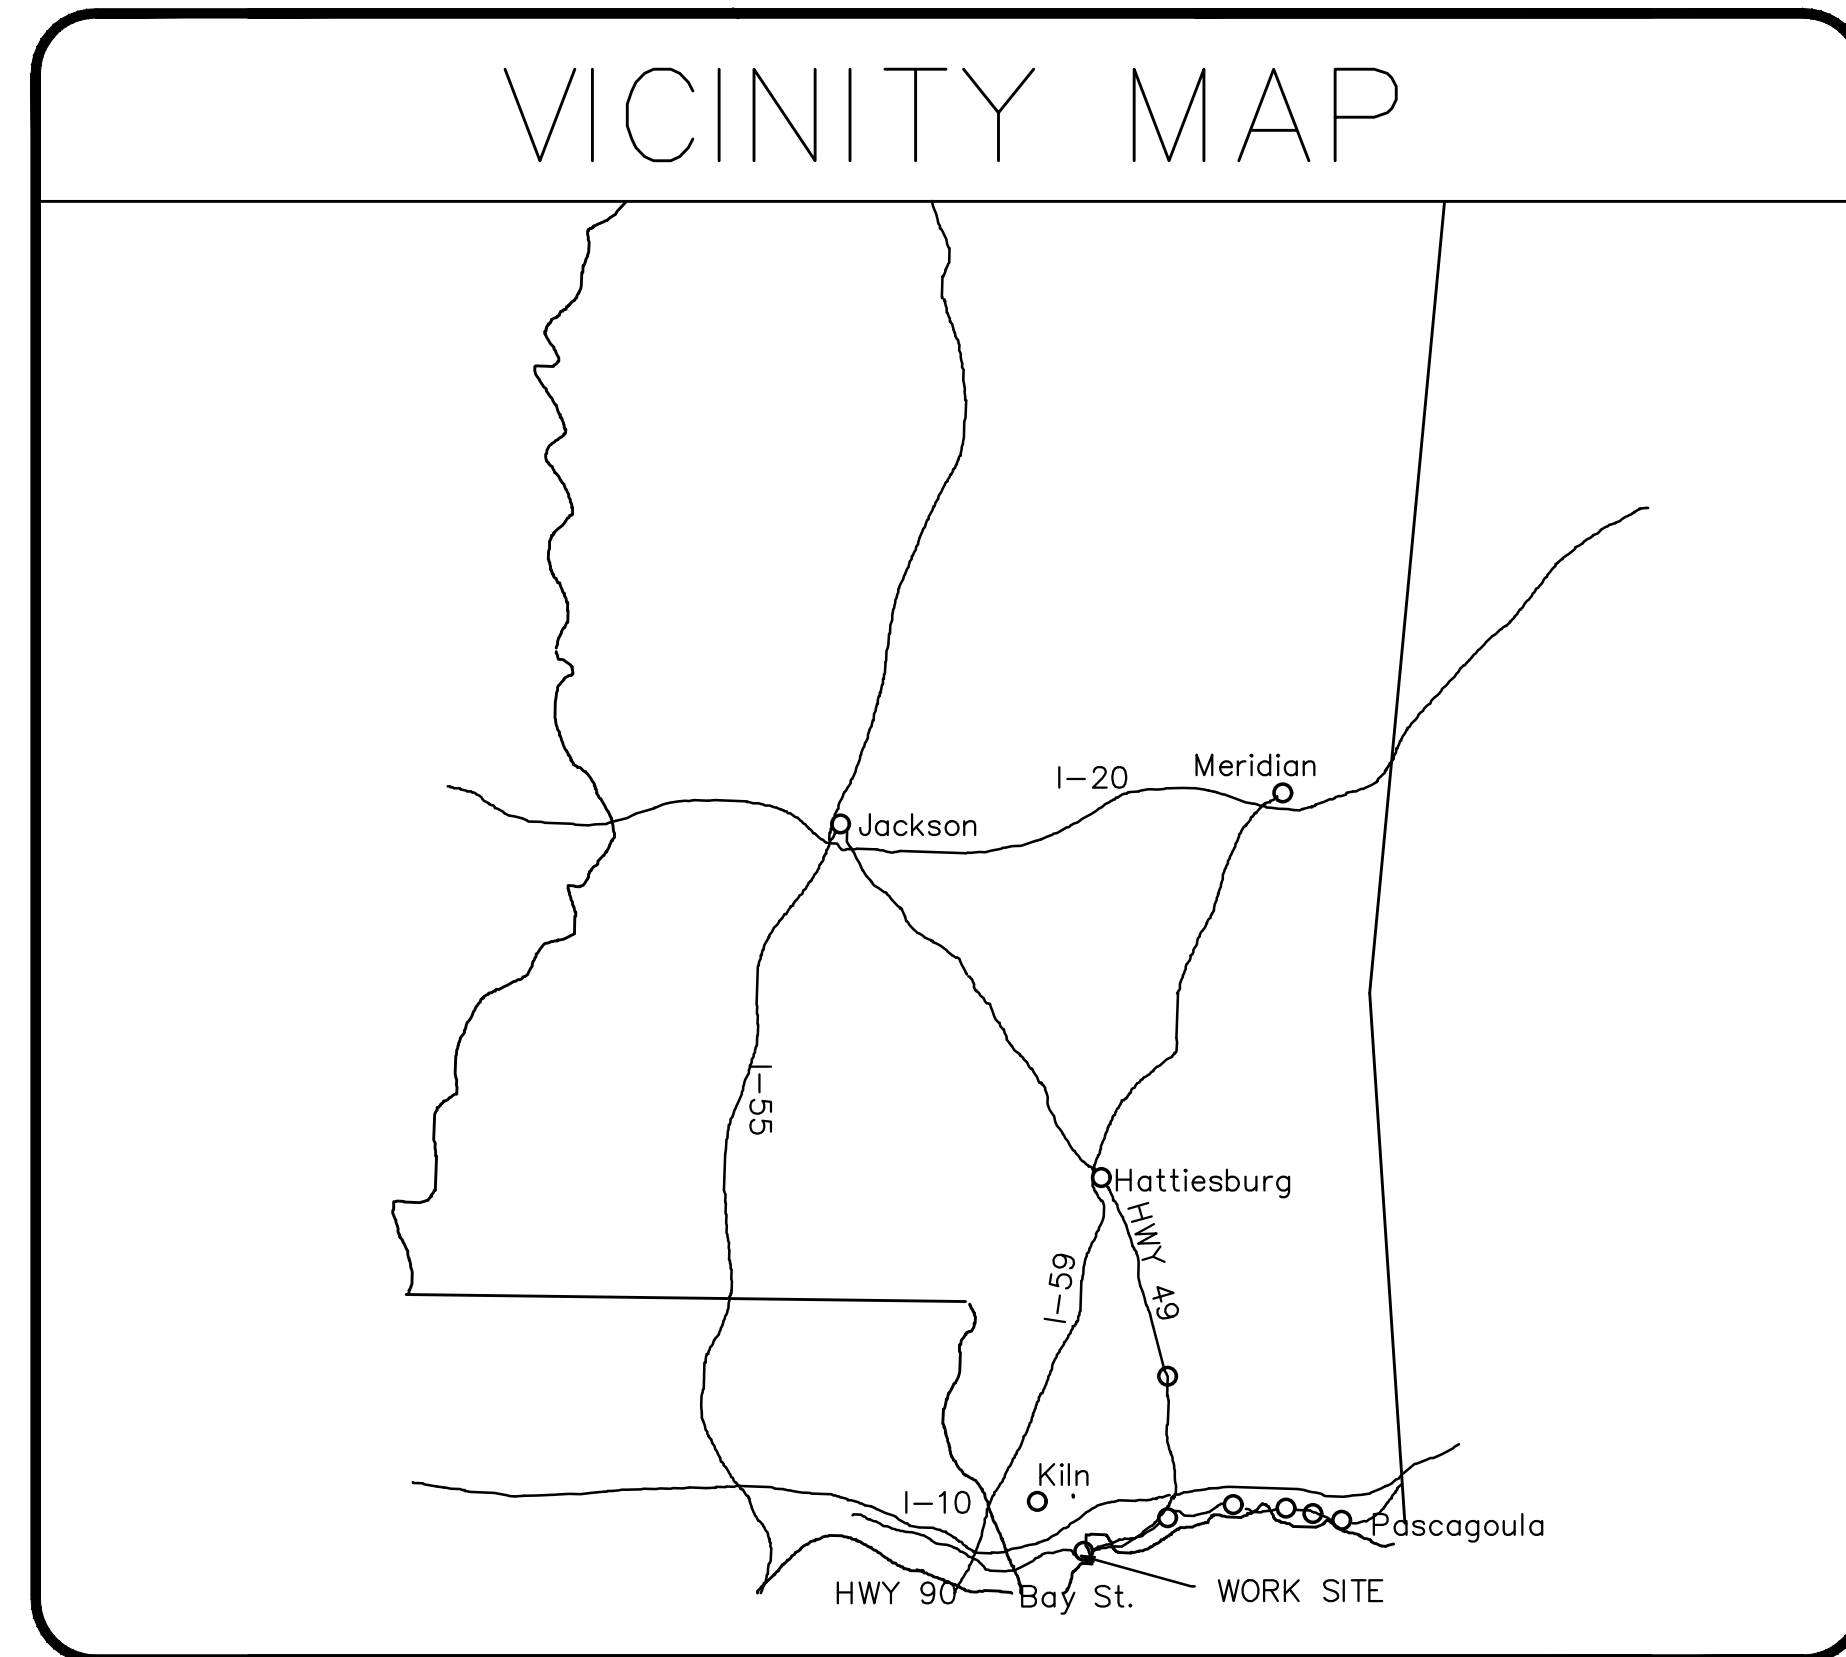 VICINITY MAP
Meridian
I-20
Jackson
I-55
Hattiesburg
HWY 49
I-59
Kiln
I-10
Pascagoula
HWY 90
Bay St.
WORK SITE